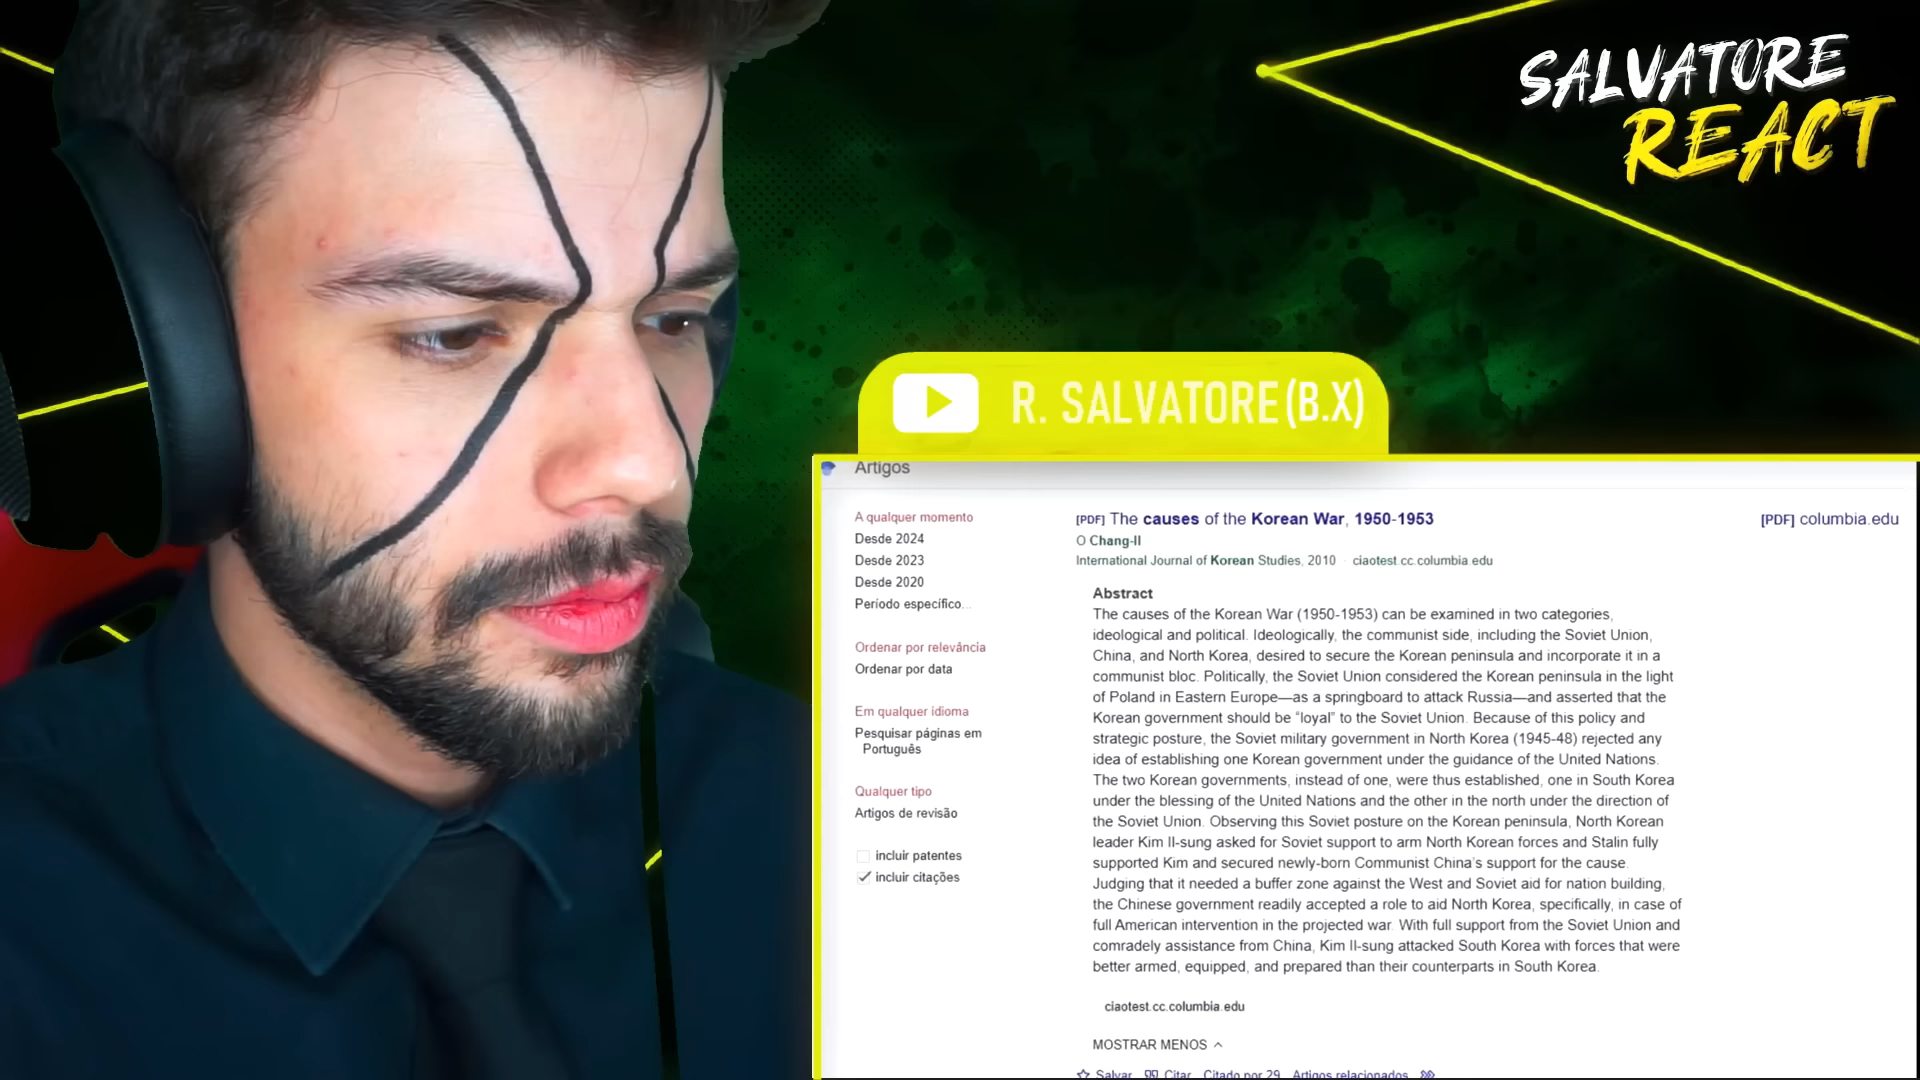 SALVATORE
REACT
R. SALVATORE(B.X)
Artigos
A qualquer momento
Desde 2024
Desde 2023
Desde 2020
Período específico...
Ordenar por relevância
Ordenar por data
Em qualquer idioma
Pesquisar páginas em
Português
Qualquer tipo
Artigos de revisão
incluir patentes
incluir citações
[PDF] The causes of the Korean War, 1950-1953
O Chang-Il
International Journal of Korean Studies, 2010 · ciaotest.cc.columbia.edu
[PDF] columbia.edu
Abstract
The causes of the Korean War (1950-1953) can be examined in two categories,
ideological and political. Ideologically, the communist side, including the Soviet Union,
China, and North Korea, desired to secure the Korean peninsula and incorporate it in a
communist bloc. Politically, the Soviet Union considered the Korean peninsula in the light
of Poland in Eastern Europe—as a springboard to attack Russia—and asserted that the
Korean government should be “loyal” to the Soviet Union. Because of this policy and
strategic posture, the Soviet military government in North Korea (1945-48) rejected any
idea of establishing one Korean government under the guidance of the United Nations.
The two Korean governments, instead of one, were thus established, one in South Korea
under the blessing of the United Nations and the other in the north under the direction of
the Soviet Union. Observing this Soviet posture on the Korean peninsula, North Korean
leader Kim Il-sung asked for Soviet support to arm North Korean forces and Stalin fully
supported Kim and secured newly-born Communist China's support for the cause.
Judging that it needed a buffer zone against the West and Soviet aid for nation building,
the Chinese government readily accepted a role to aid North Korea, specifically, in case of
full American intervention in the projected war. With full support from the Soviet Union and
comradely assistance from China, Kim Il-sung attacked South Korea with forces that were
better armed, equipped, and prepared than their counterparts in South Korea.
ciaotest.cc.columbia.edu
MOSTRAR MENOS
Salvar Citar Citado por 29 Artigos relacionados